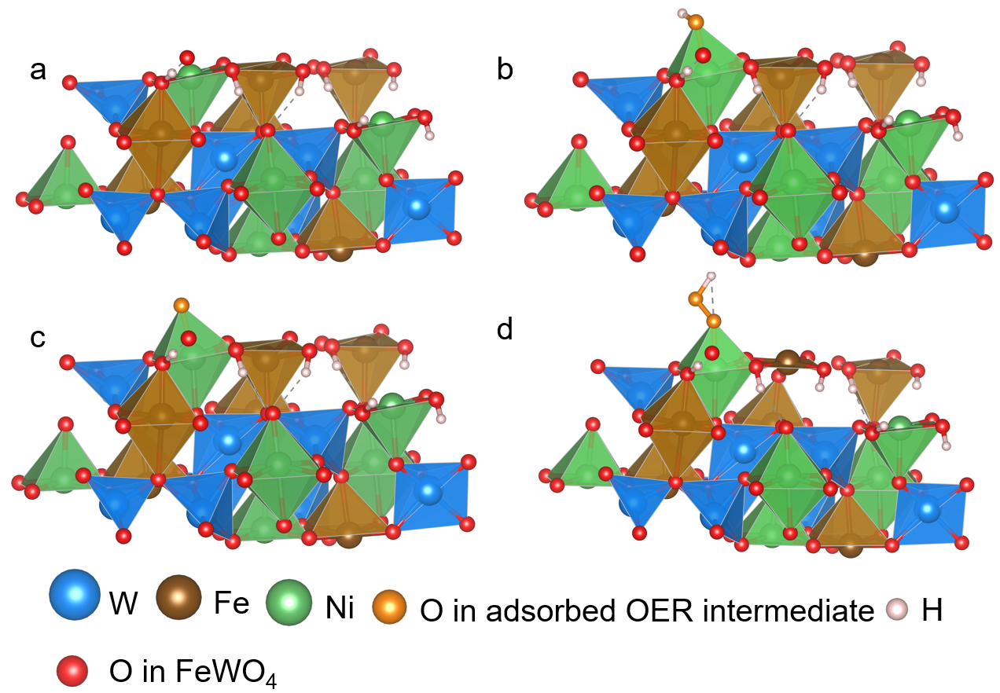 a
b
c
d
W Fe Ni O in adsorbed OER intermediate H
O in FeWO4